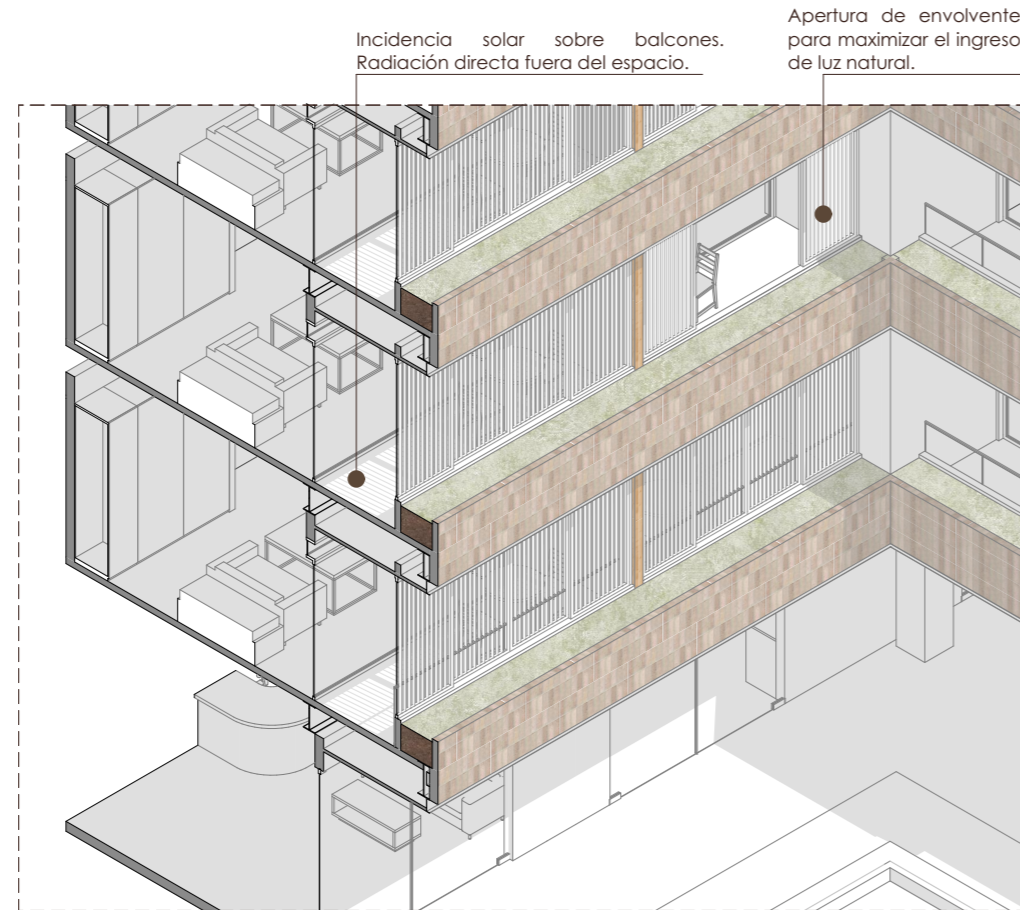 Incidencia solar sobre balcones.
Radiación directa fuera del espacio.
Apertura de envolvente
para maximizar el ingreso
de luz natural.